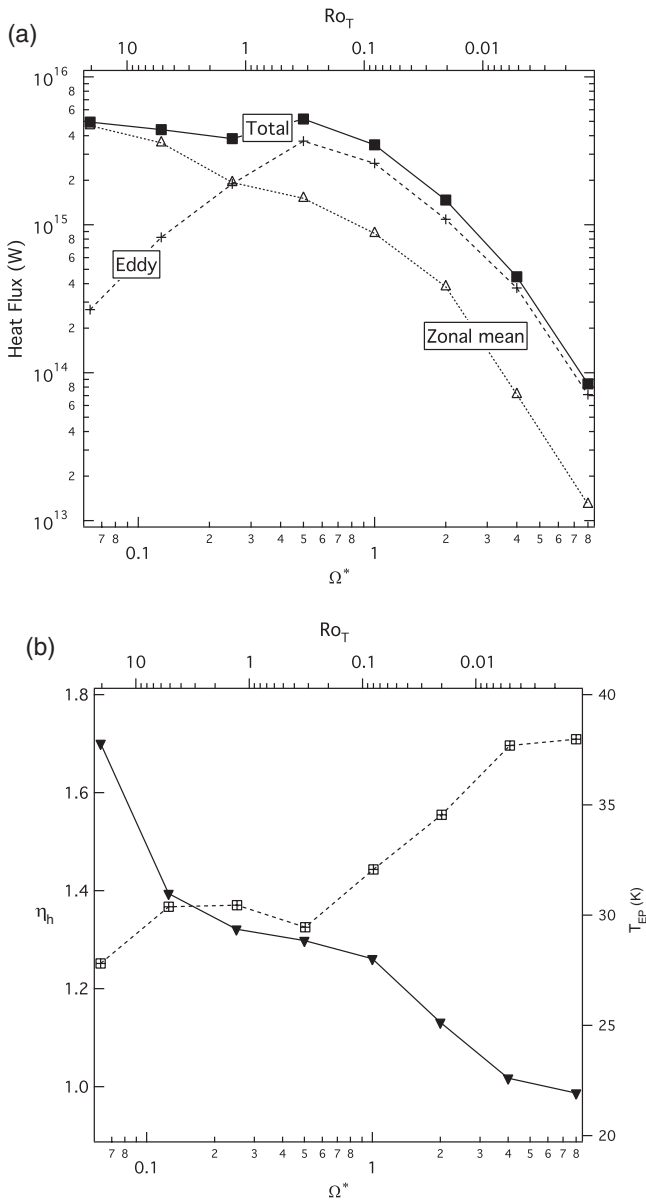 (a)
Ro_T
10 1 0.1 0.01
10^16
8
6
4
2
10^15
8
6
4
2
10^14
8
6
4
2
10^13
Heat Flux (W)
Total
Eddy
Zonal mean
7 8 2 3 4 5 6 7 8 2 3 4 5 6 7 8
0.1 1
Ω*
(b)
Ro_T
10 1 0.1 0.01
1.8 40
1.6 35
1.4 30
η_h T_EP (K)
1.2 25
1.0
20
7 8 2 3 4 5 6 7 8 2 3 4 5 6 7 8
0.1 1
Ω*